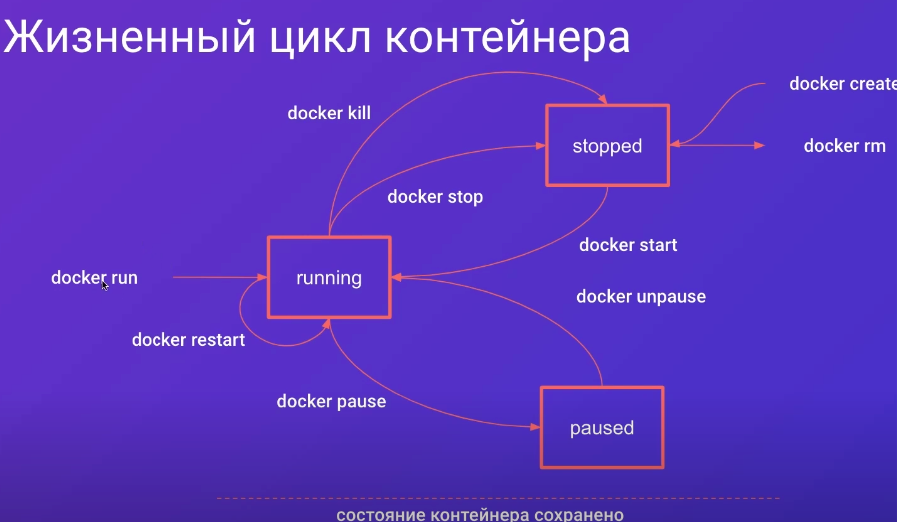 Жизненный цикл контейнера
docker kill
docker create
stopped
docker rm
docker stop
docker start
docker run
running
docker unpause
docker restart
docker pause
paused
состояние контейнера сохранено